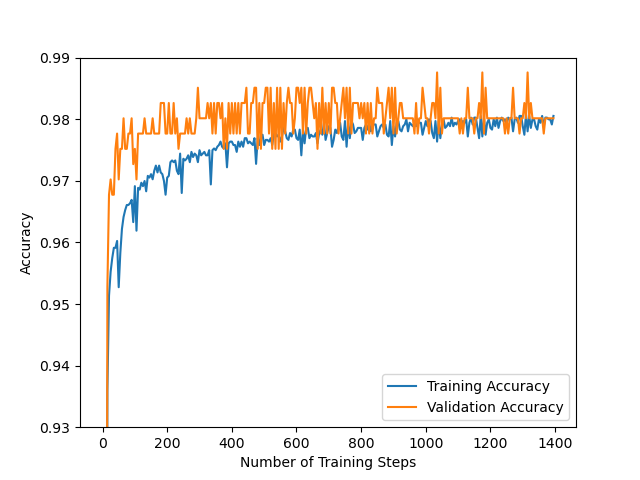 0.99
0.98
0.97
0.96
0.95
0.94
0.93
Accuracy
0 200 400 600 800 1000 1200 1400
Number of Training Steps
Training Accuracy
Validation Accuracy